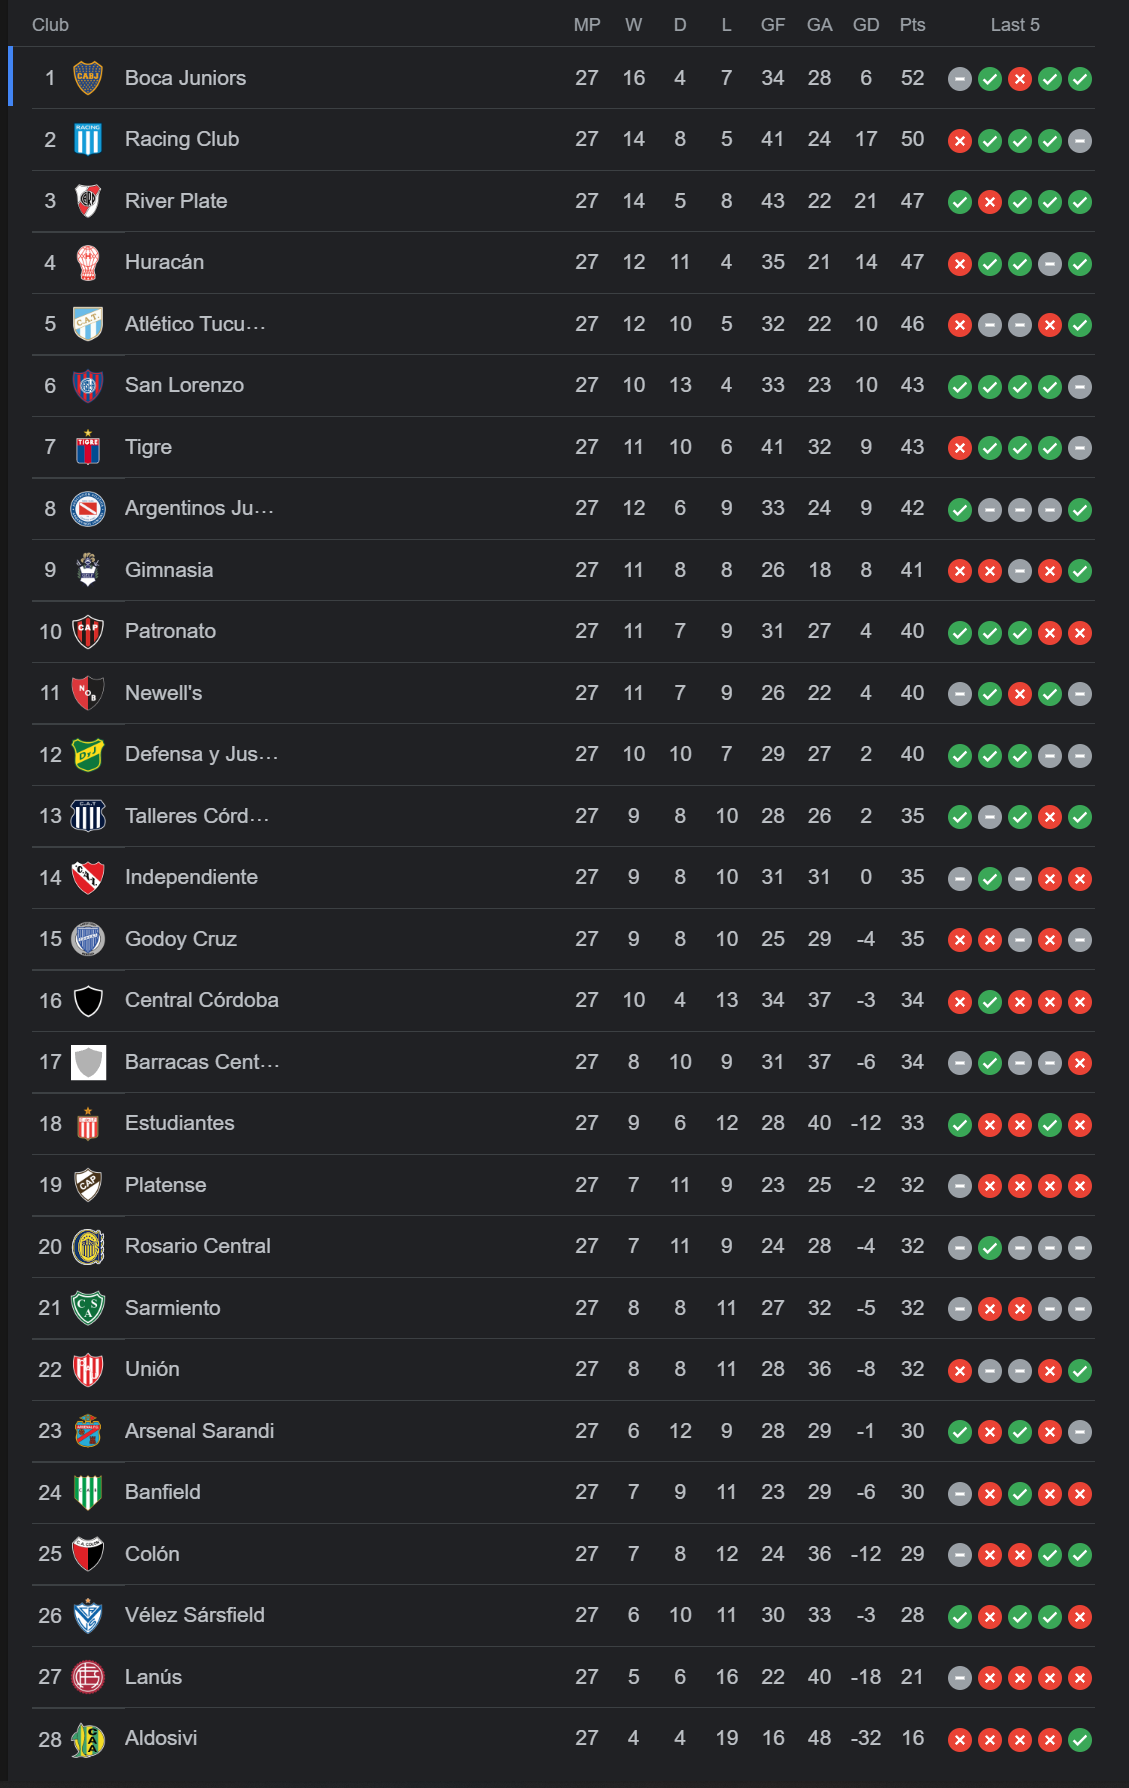 Club MP W D L GF GA GD Pts Last 5
1 Boca Juniors 27 16 4 7 34 28 6 52
2 Racing Club 27 14 8 5 41 24 17 50
3 River Plate 27 14 5 8 43 22 21 47
4 Huracán 27 12 11 4 35 21 14 47
5 Atlético Tucu... 27 12 10 5 32 22 10 46
6 San Lorenzo 27 10 13 4 33 23 10 43
7 Tigre 27 11 10 6 41 32 9 43
8 Argentinos Ju... 27 12 6 9 33 24 9 42
9 Gimnasia 27 11 8 8 26 18 8 41
10 Patronato 27 11 7 9 31 27 4 40
11 Newell's 27 11 7 9 26 22 4 40
12 Defensa y Jus... 27 10 10 7 29 27 2 40
13 Talleres Córd... 27 9 8 10 28 26 2 35
14 Independiente 27 9 8 10 31 31 0 35
15 Godoy Cruz 27 9 8 10 25 29 -4 35
16 Central Córdoba 27 10 4 13 34 37 -3 34
17 Barracas Cent... 27 8 10 9 31 37 -6 34
18 Estudiantes 27 9 6 12 28 40 -12 33
19 Platense 27 7 11 9 23 25 -2 32
20 Rosario Central 27 7 11 9 24 28 -4 32
21 Sarmiento 27 8 8 11 27 32 -5 32
22 Unión 27 8 8 11 28 36 -8 32
23 Arsenal Sarandi 27 6 12 9 28 29 -1 30
24 Banfield 27 7 9 11 23 29 -6 30
25 Colón 27 7 8 12 24 36 -12 29
26 Vélez Sársfield 27 6 10 11 30 33 -3 28
27 Lanús 27 5 6 16 22 40 -18 21
28 Aldosivi 27 4 4 19 16 48 -32 16